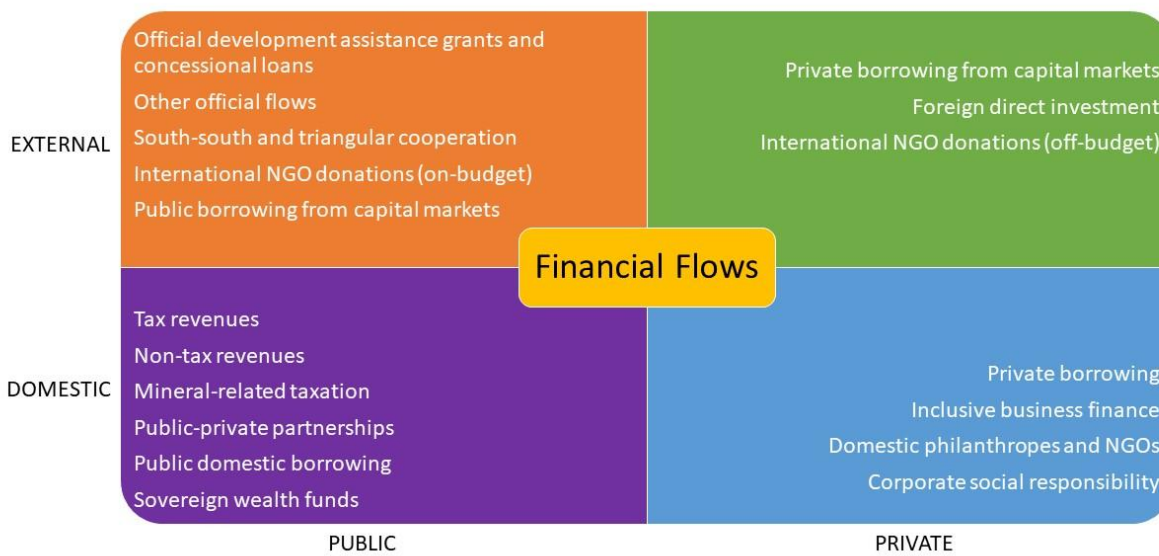 Official development assistance grants and
concessional loans
Other official flows
South-south and triangular cooperation
International NGO donations (on-budget)
Public borrowing from capital markets
Private borrowing from capital markets
Foreign direct investment
International NGO donations (off-budget)
EXTERNAL
Financial Flows
Tax revenues
Non-tax revenues
Mineral-related taxation
Public-private partnerships
Public domestic borrowing
Sovereign wealth funds
Private borrowing
Inclusive business finance
Domestic philanthropes and NGOs
Corporate social responsibility
DOMESTIC
PUBLIC
PRIVATE